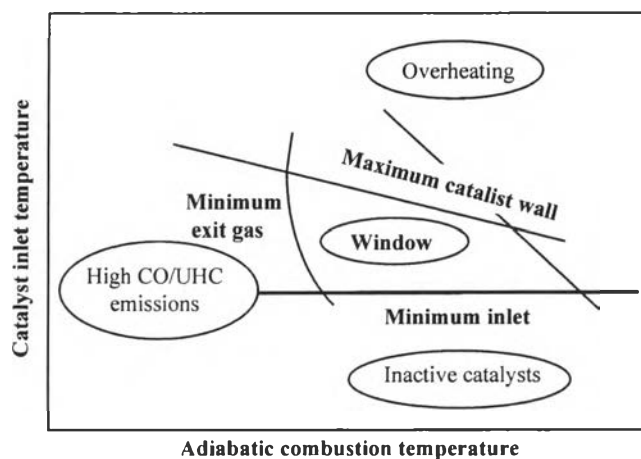 Overheating
Maximum catalist wall
Minimum
exit gas
Window
High CO/UHC
emissions
Minimum inlet
Inactive catalysts
Catalyst inlet temperature
Adiabatic combustion temperature